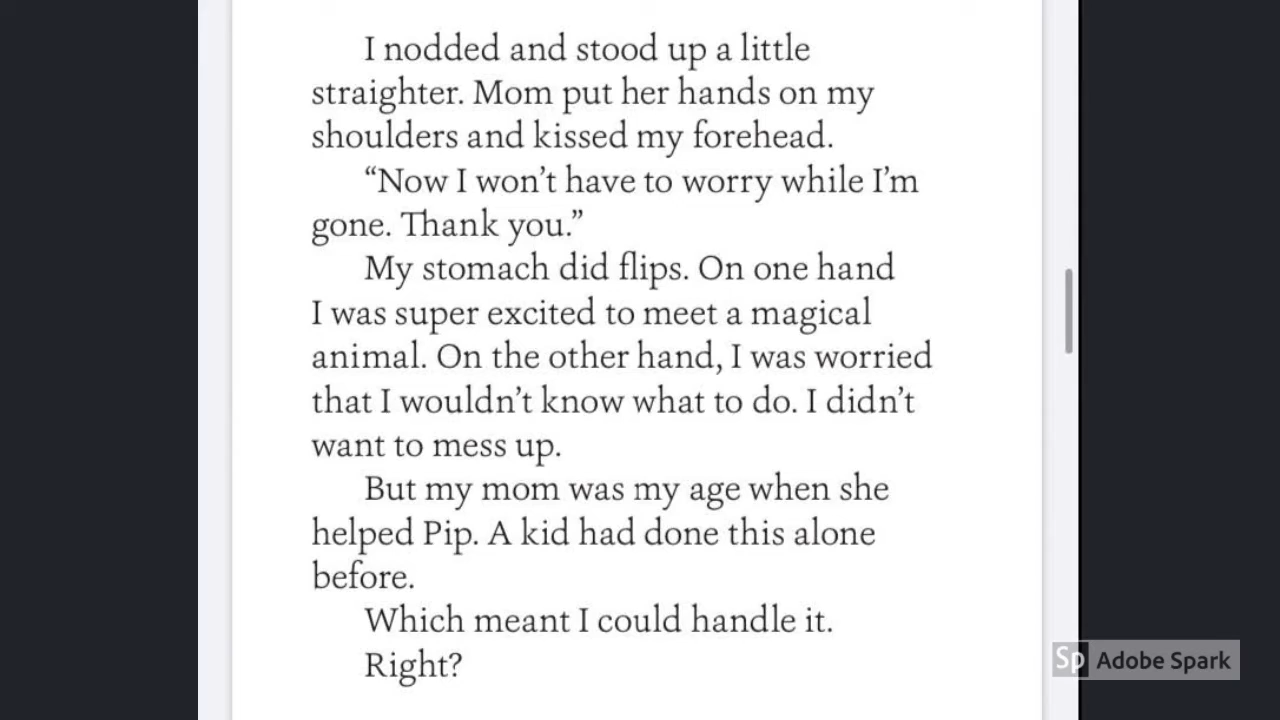 I nodded and stood up a little
straighter. Mom put her hands on my
shoulders and kissed my forehead.
“Now I won’t have to worry while I’m
gone. Thank you.”
My stomach did flips. On one hand
I was super excited to meet a magical
animal. On the other hand, I was worried
that I wouldn’t know what to do. I didn’t
want to mess up.
But my mom was my age when she
helped Pip. A kid had done this alone
before.
Which meant I could handle it.
Right?
Sp Adobe Spark